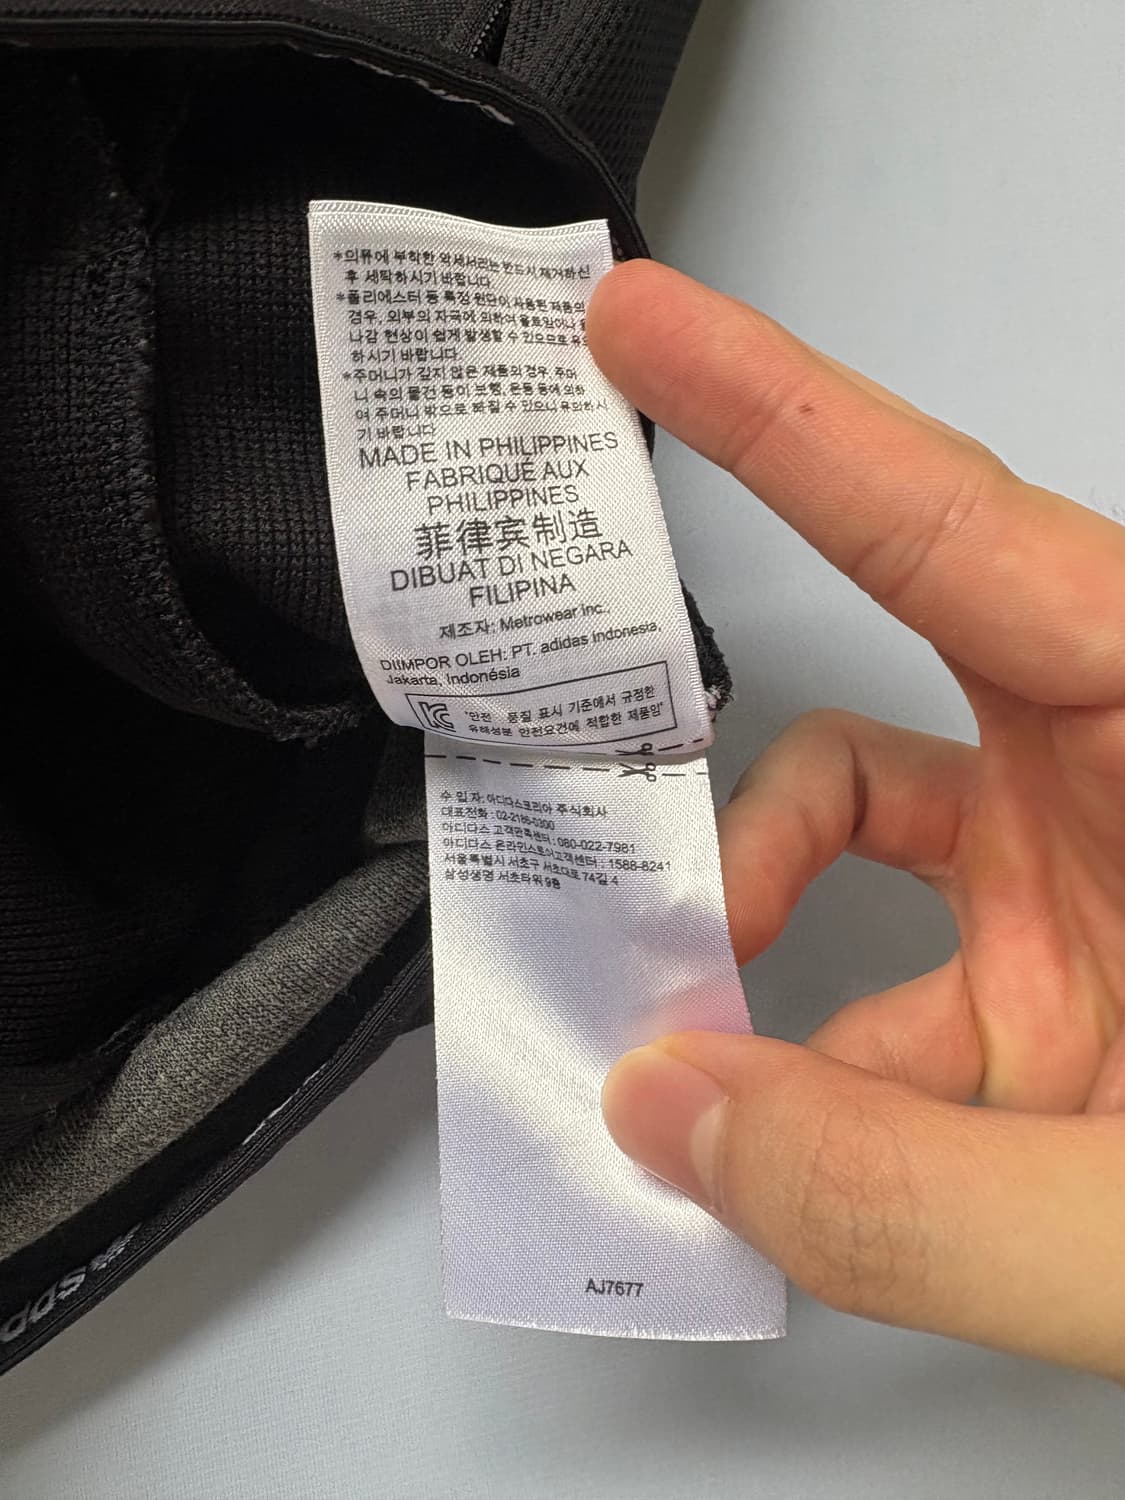 *의류에 부착한 악세서리는 반드시 제거하신
후 세탁하시기 바랍니다
*폴리에스터 등 특정 원단이 사용된 제품의
경우, 외부의 자극에 의하여 올트임이나
나감 현상이 쉽게 발생할 수 있으므로
하시기 바랍니다.
*주머니가 깊지 않은 제품의 경우, 주머
니 속의 물건 등이 보행, 운동 등에 의하
여 주머니 밖으로 빠질 수 있으니 유의하시
기 바랍니다
MADE IN PHILIPPINES
FABRIQUÉ AUX
PHILIPPINES
菲律宾制造
DIBUAT DI NEGARA
FILIPINA
제조자: Metrowear Inc.,
DIIMPOR OLEH: PT. adidas Indonesia,
Jakarta, Indonésia
"안전 품질 표시 기준에서 규정한
유해성분 안전요건에 적합한 제품임"
수 입 자: 아디다스코리아 주식회사
대표전화 : 02-2186-0300
아디다스 고객만족센터 : 080-022-7981
아디다스 온라인스토어고객센터 : 1588-8241
서울특별시 서초구 서초대로 74길 4
삼성생명 서초타워 9층
AJ7677